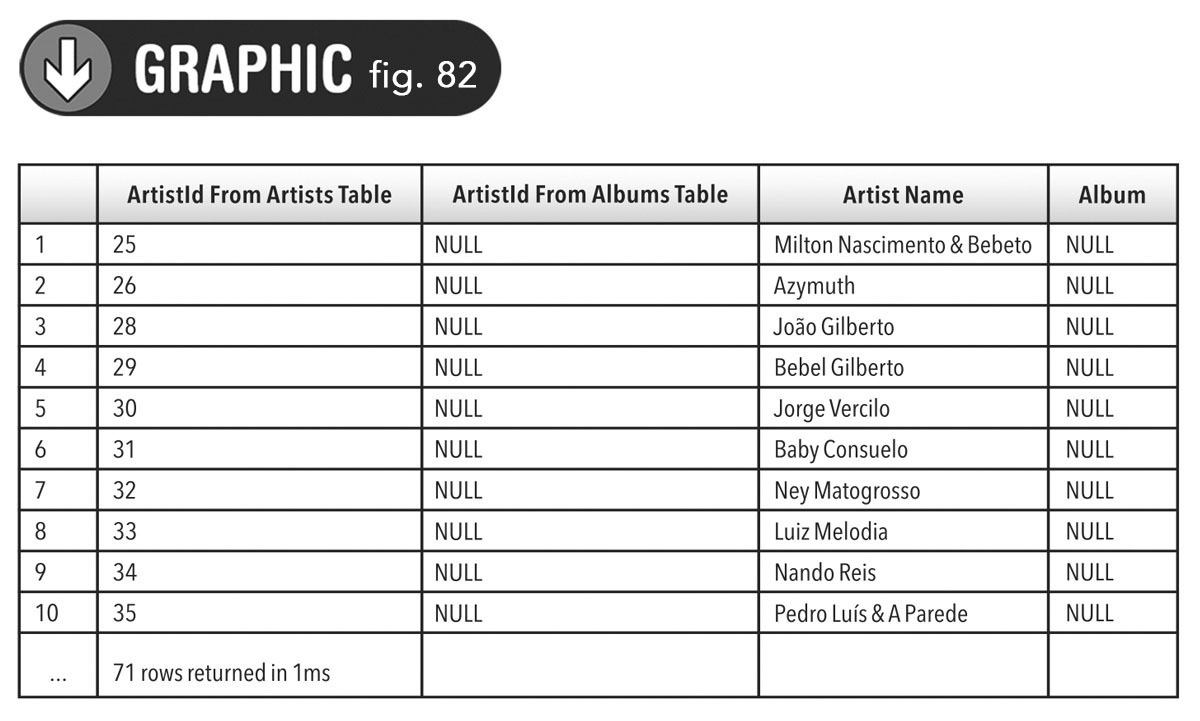 GRAPHIC fig. 82
ArtistId From Artists Table ArtistId From Albums Table Artist Name Album
1 25 NULL Milton Nascimento & Bebeto NULL
2 26 NULL Azymuth NULL
3 28 NULL João Gilberto NULL
4 29 NULL Bebel Gilberto NULL
5 30 NULL Jorge Vercilo NULL
6 31 NULL Baby Consuelo NULL
7 32 NULL Ney Matogrosso NULL
8 33 NULL Luiz Melodia NULL
9 34 NULL Nando Reis NULL
10 35 NULL Pedro Luís & A Parede NULL
... 71 rows returned in 1ms